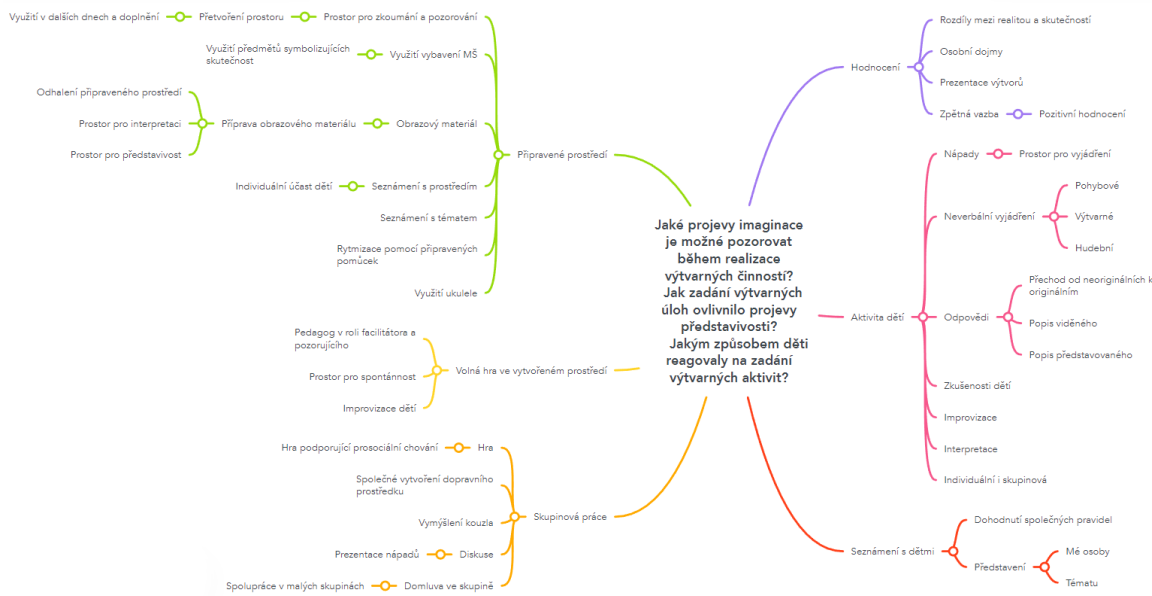 Využití v dalších dnech a doplnění
Přetvoření prostoru
Prostor pro zkoumání a pozorování
Využití předmětů symbolizujících
skutečnost
Využití vybavení MŠ
Odhalení připraveného prostředí
Prostor pro interpretaci
Prostor pro představivost
Příprava obrazového materiálu
Obrazový materiál
Připravené prostředí
Individuální účast dětí
Seznámení s prostředím
Seznámení s tématem
Rytmizace pomocí připravených
pomůcek
Využití ukulele
Pedagog v roli facilitátora a
pozorujícího
Prostor pro spontánnost
Improvizace dětí
Volná hra ve vytvořeném prostředí
Hra podporující prosociální chování
Hra
Společné vytvoření dopravního
prostředku
Vymýšlení kouzla
Skupinová práce
Prezentace nápadů
Diskuse
Spolupráce v malých skupinách
Domluva ve skupině
Jaké projevy imaginace
je možné pozorovat
během realizace
výtvarných činností?
Jak zadání výtvarných
úloh ovlivnilo projevy
představivosti?
Jakým způsobem děti
reagovaly na zadání
výtvarných aktivit?
Hodnocení
Rozdíly mezi realitou a skutečností
Osobní dojmy
Prezentace výtvorů
Zpětná vazba
Pozitivní hodnocení
Aktivita dětí
Nápady
Prostor pro vyjádření
Neverbální vyjádření
Pohybové
Výtvarné
Hudební
Odpovědi
Přechod od neoriginálních k
originálním
Popis viděného
Popis představovaného
Zkušenosti dětí
Improvizace
Interpretace
Individuální i skupinová
Seznámení s dětmi
Dohodnutí společných pravidel
Představení
Mé osoby
Tématu